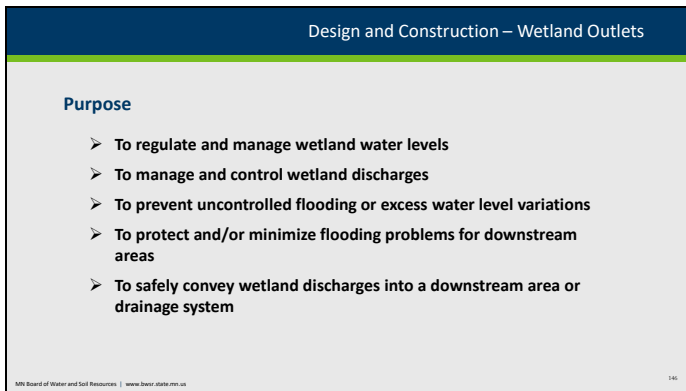 Design and Construction – Wetland Outlets
Purpose
➢ To regulate and manage wetland water levels
➢ To manage and control wetland discharges
➢ To prevent uncontrolled flooding or excess water level variations
➢ To protect and/or minimize flooding problems for downstream
areas
➢ To safely convey wetland discharges into a downstream area or
drainage system
MN Board of Water and Soil Resources | www.bwsr.state.mn.us
146